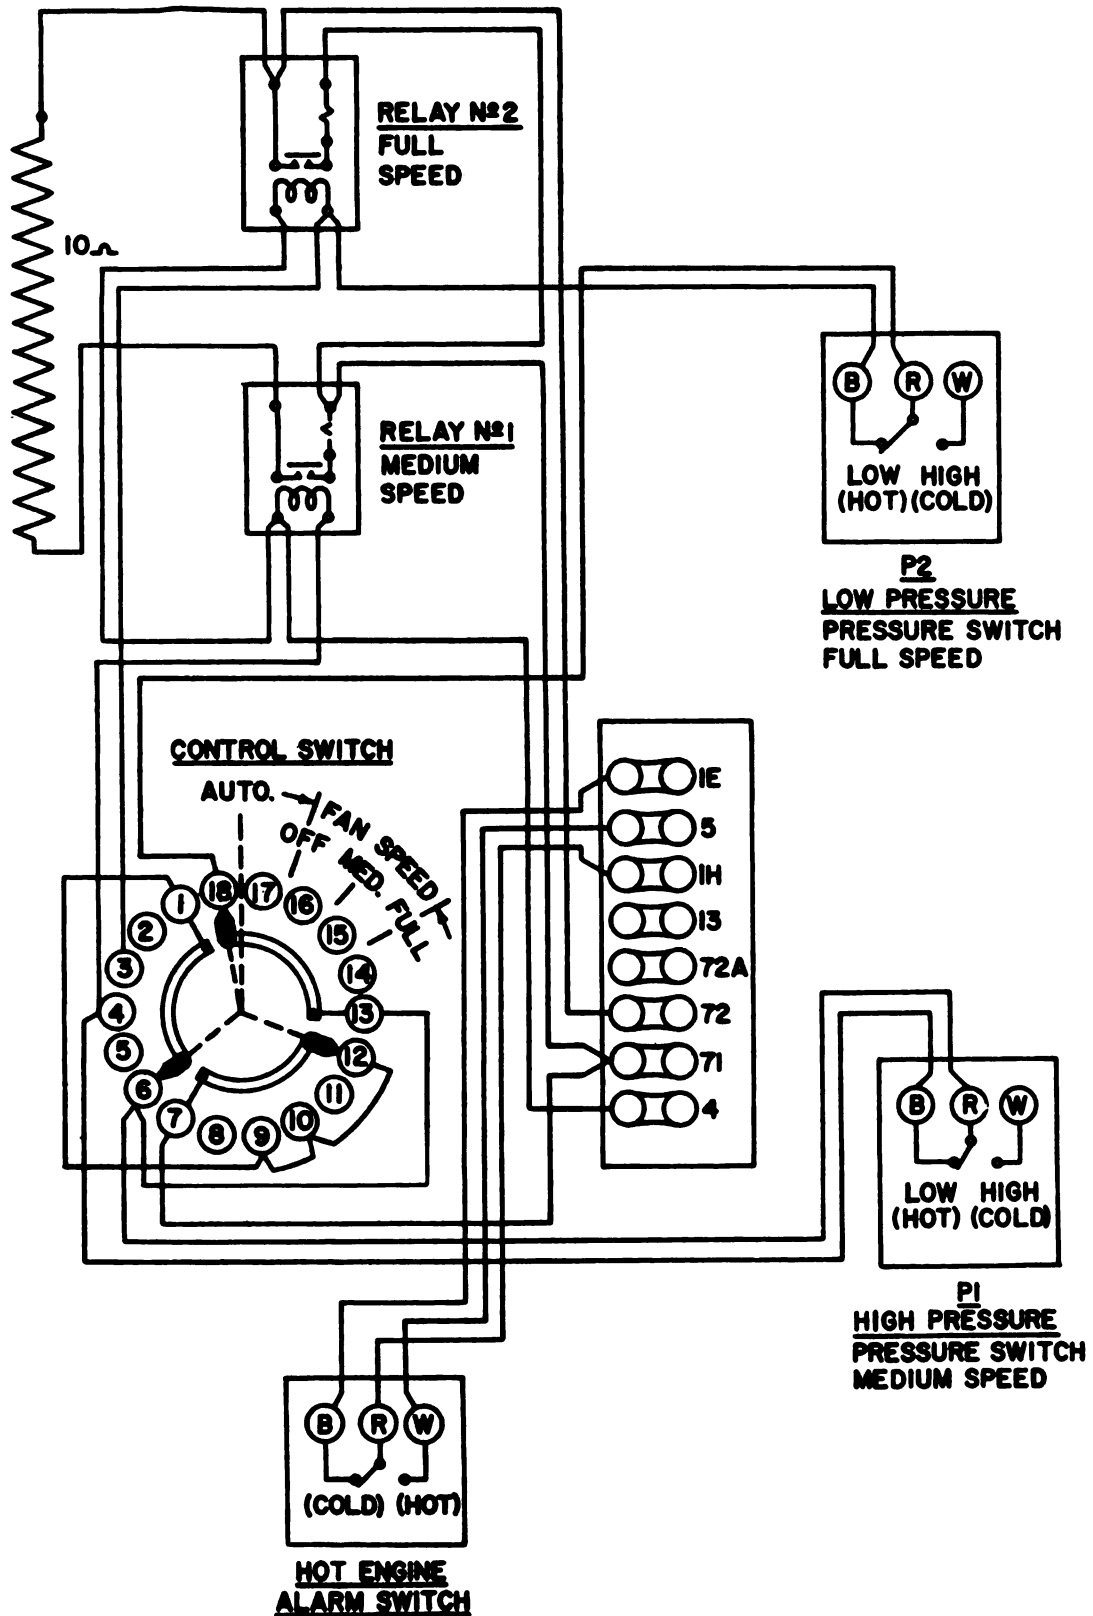 RELAY Nº2
FULL
SPEED
10Ω
RELAY Nº1
MEDIUM
SPEED
B R W
LOW HIGH
(HOT) (COLD)
P2
LOW PRESSURE
PRESSURE SWITCH
FULL SPEED
CONTROL SWITCH
AUTO.
FAN SPEED
OFF MED. FULL
1
2
3
4
5
6
7
8
9
10
11
12
13
14
15
16
17
18
1E
5
1H
13
72A
72
71
4
B R W
LOW HIGH
(HOT) (COLD)
P1
HIGH PRESSURE
PRESSURE SWITCH
MEDIUM SPEED
B R W
(COLD) (HOT)
HOT ENGINE
ALARM SWITCH